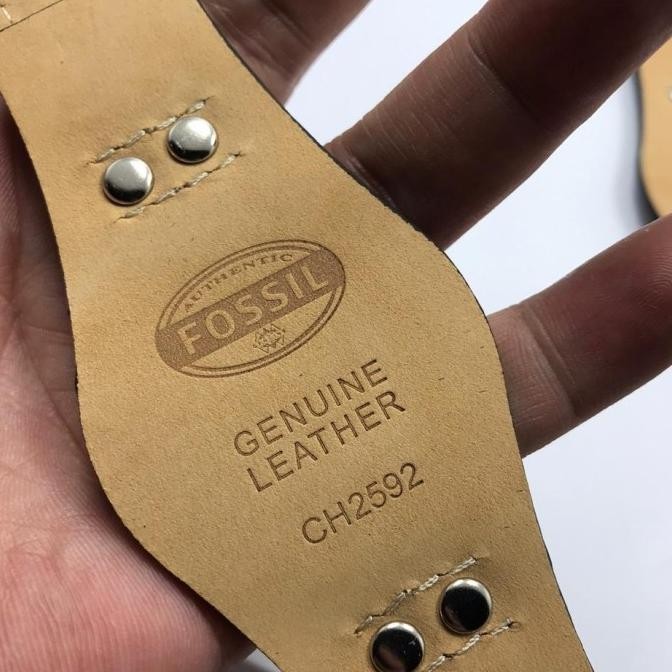 AUTHENTIC
FOSSIL
GENUINE
LEATHER
CH2592